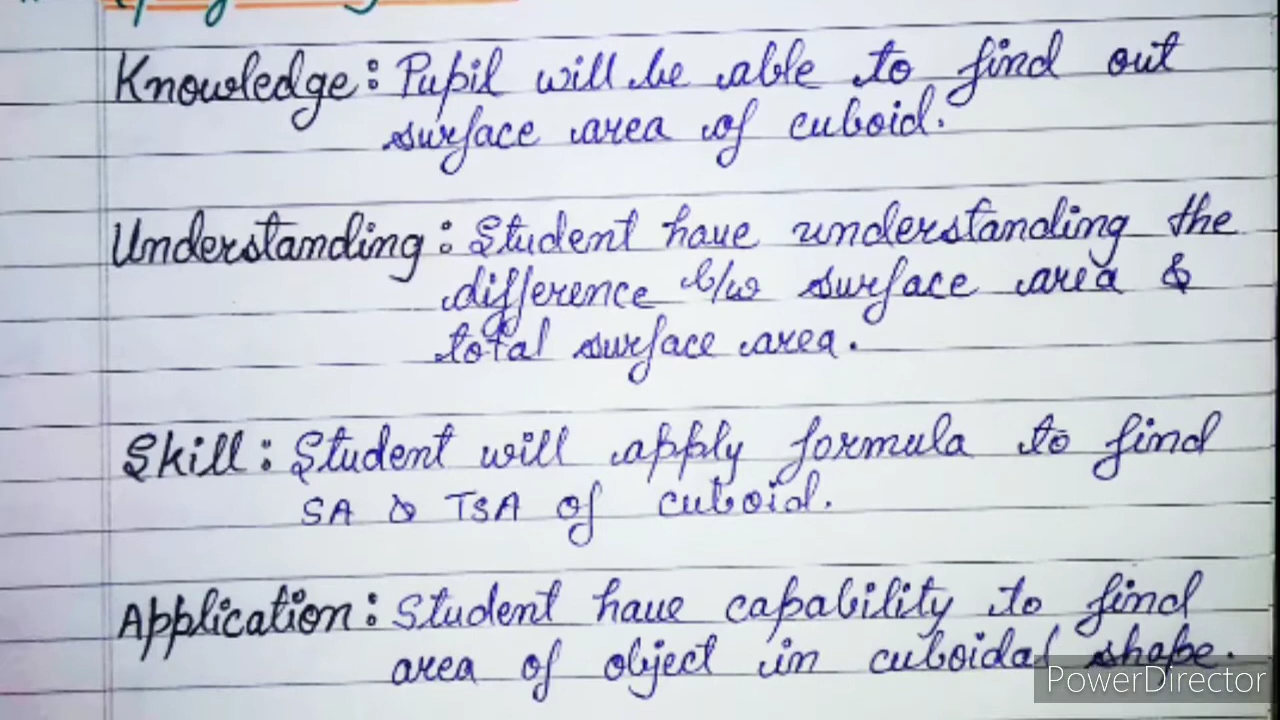 Knowledge: Pupil will be able to find out
surface area of cuboid.
Understanding: Student have understanding the
difference b/w surface area &
total surface area.
Skill: Student will apply formula to find
SA & TSA of cuboid.
Application: Student have capability to find
area of object in cuboidal shape.
PowerDirector